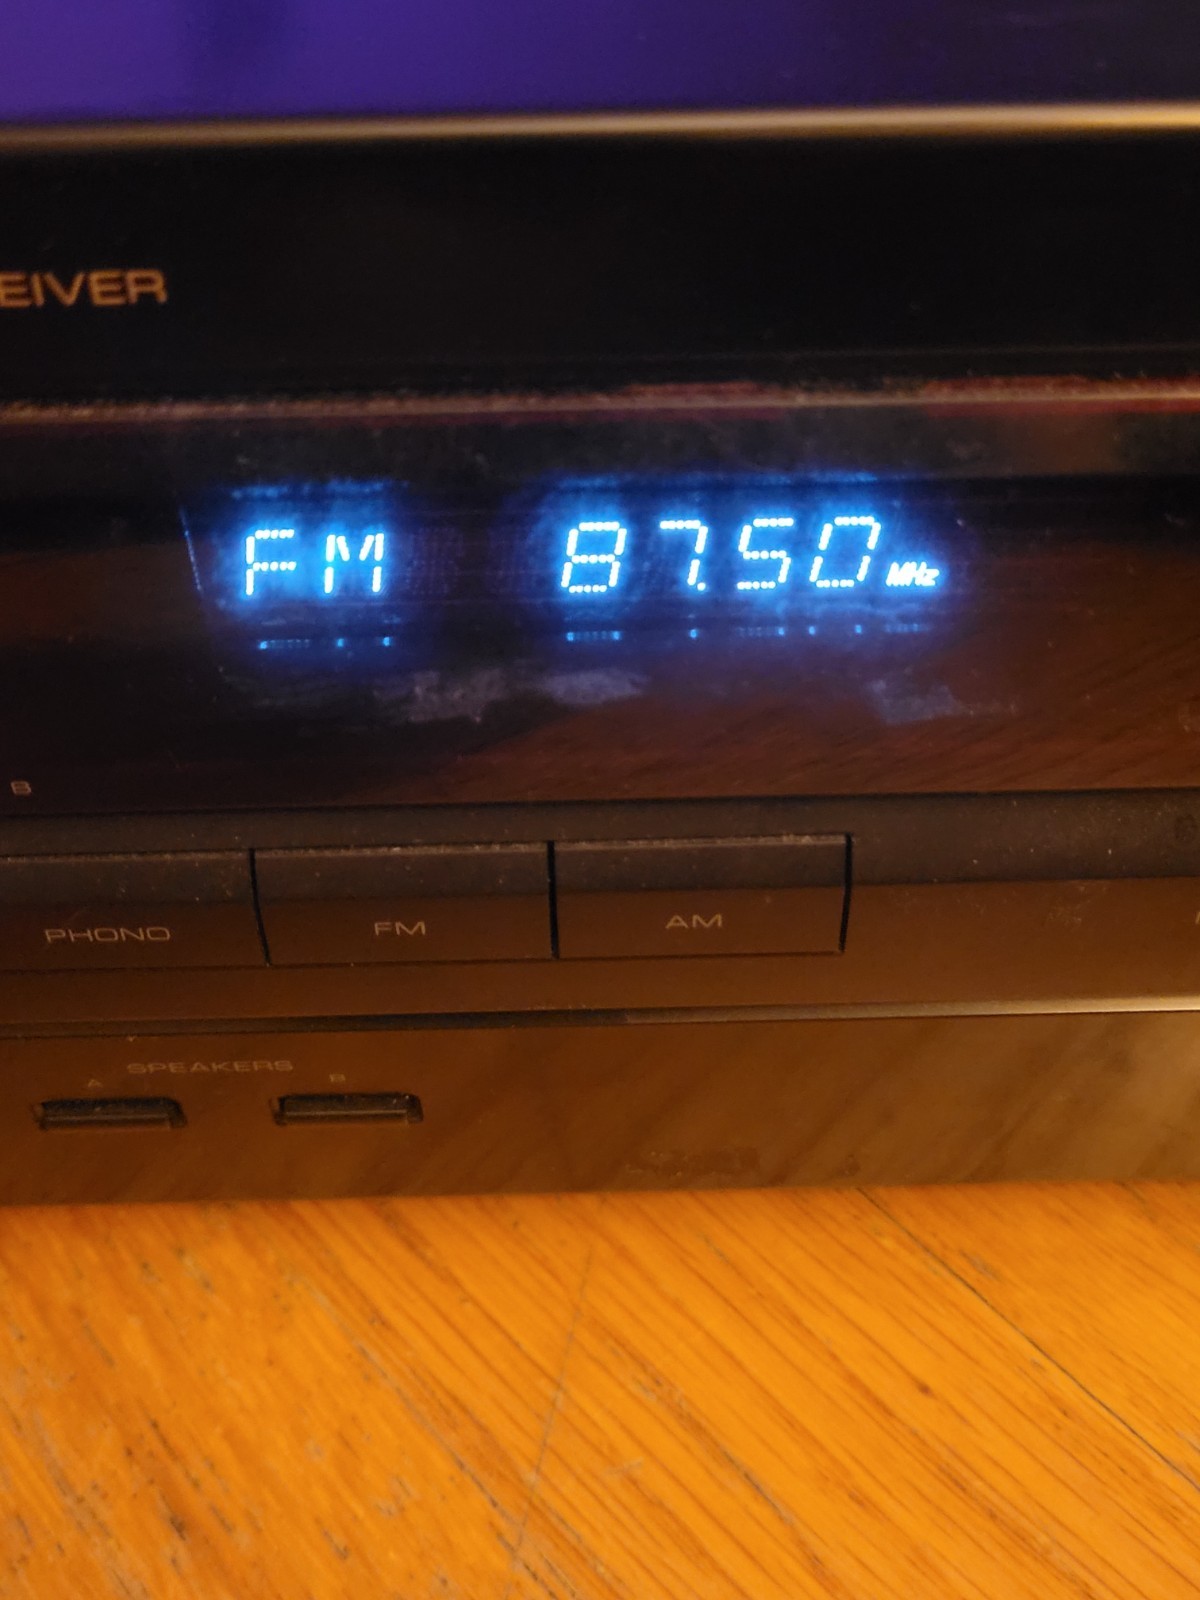 EIVER
FM 87.50 MHz
B
PHONO FM AM
SPEAKERS
A B